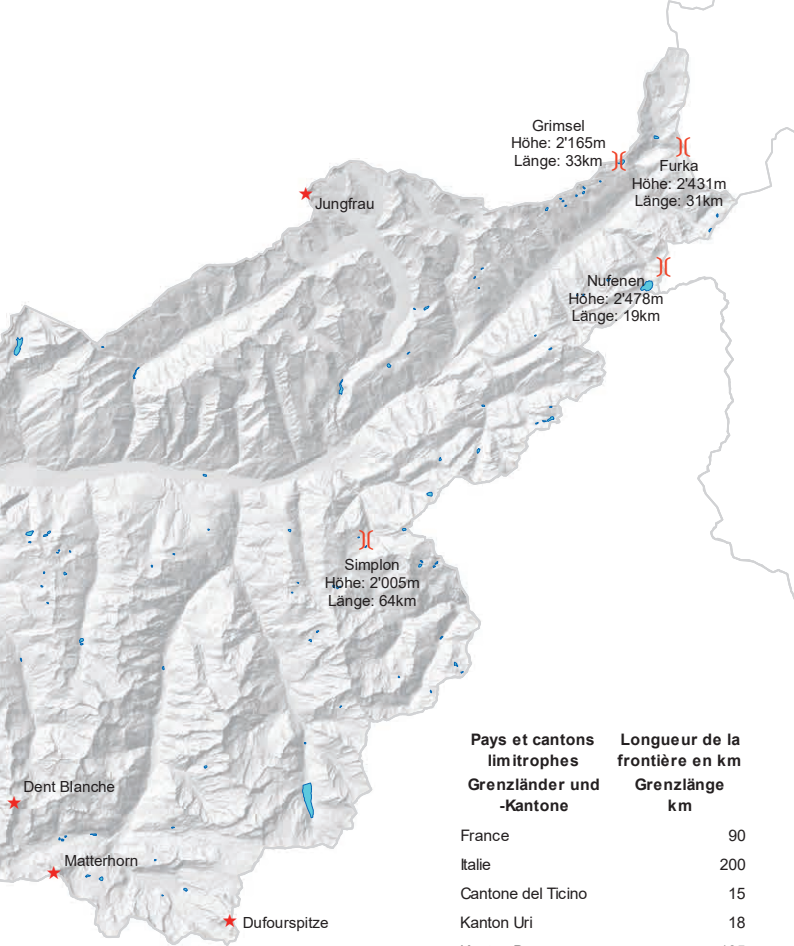 Grimsel
Höhe: 2'165m
Länge: 33km
Furka
Höhe: 2'431m
Länge: 31km
Jungfrau
Nufenen
Höhe: 2'478m
Länge: 19km
Simplon
Höhe: 2'005m
Länge: 64km
Dent Blanche
Matterhorn
Dufourspitze
Pays et cantons limitrophes
Longueur de la frontière en km
Grenzländer und -Kantone
Grenzlänge km
France 90
Italie 200
Cantone del Ticino 15
Kanton Uri 18